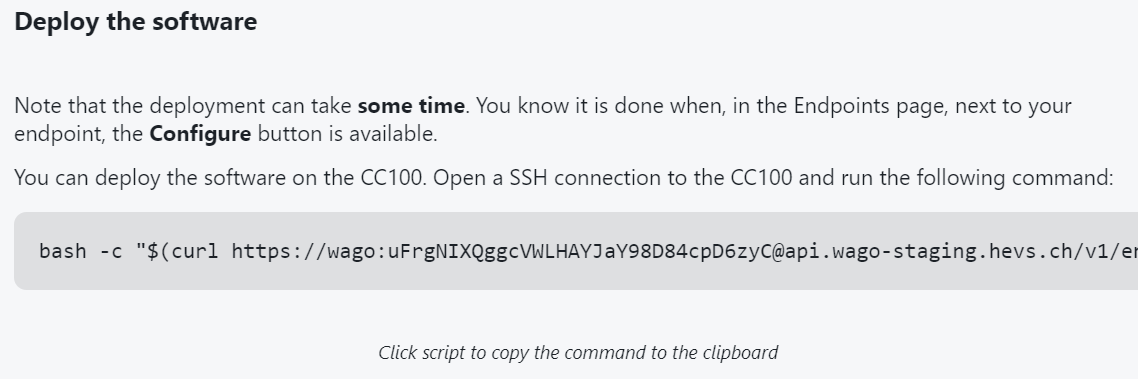 Deploy the software
Note that the deployment can take some time. You know it is done when, in the Endpoints page, next to your
endpoint, the Configure button is available.
You can deploy the software on the CC100. Open a SSH connection to the CC100 and run the following command:
bash -c "$(curl https://wago:uFrgNIXQggcVWLHAYJaY98D84cpD6zyC@api.wago-staging.hevs.ch/v1/er
Click script to copy the command to the clipboard